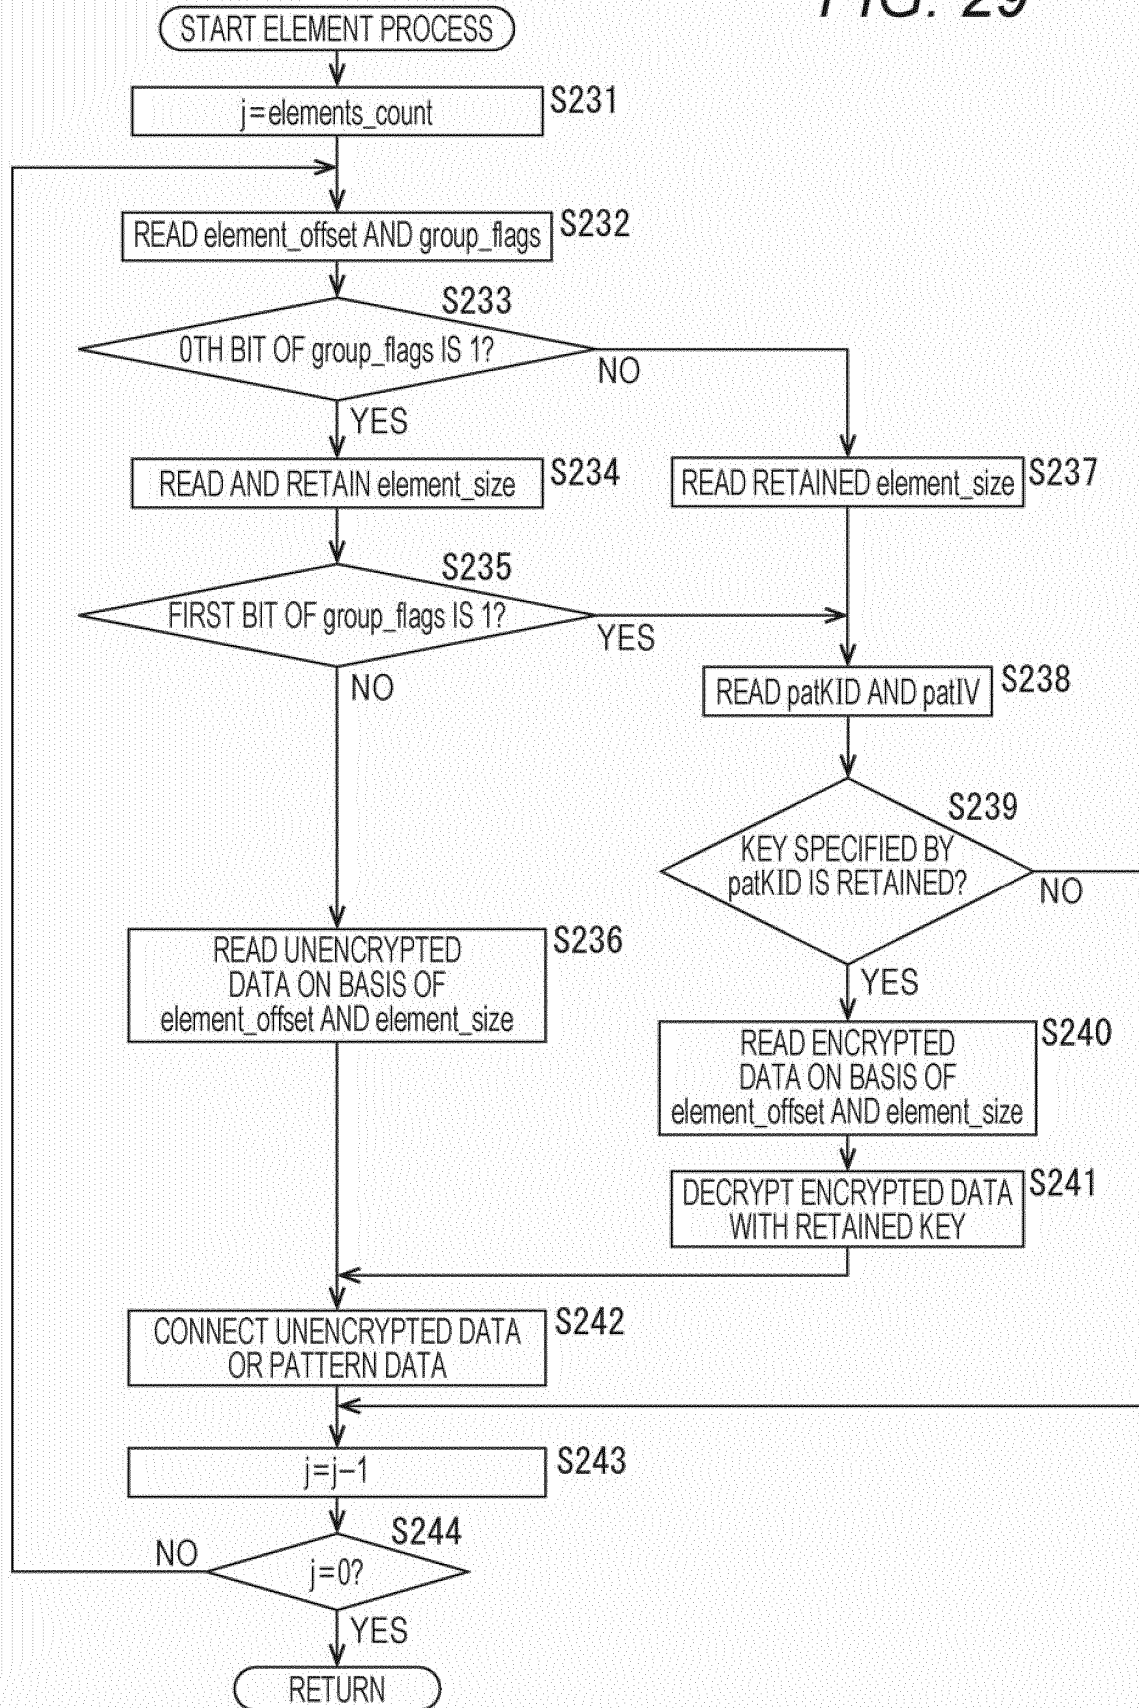 FIG. 29
START ELEMENT PROCESS
j=elements_count
S231
READ element_offset AND group_flags
S232
S233
0TH BIT OF group_flags IS 1?
NO
YES
READ AND RETAIN element_size
S234
READ RETAINED element_size
S237
S235
FIRST BIT OF group_flags IS 1?
YES
NO
READ patKID AND patIV
S238
S239
KEY SPECIFIED BY
patKID IS RETAINED?
NO
YES
READ UNENCRYPTED
DATA ON BASIS OF
element_offset AND element_size
S236
READ ENCRYPTED
DATA ON BASIS OF
element_offset AND element_size
S240
DECRYPT ENCRYPTED DATA
WITH RETAINED KEY
S241
CONNECT UNENCRYPTED DATA
OR PATTERN DATA
S242
j=j−1
S243
S244
j=0?
NO
YES
RETURN